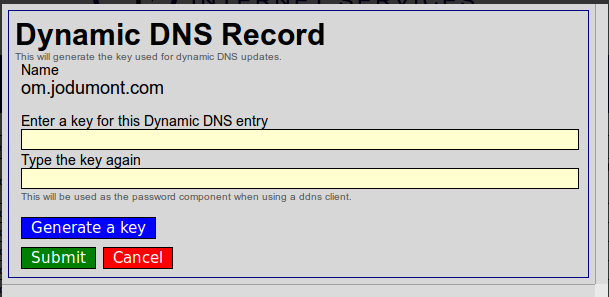 INTERNET SERVICES
Dynamic DNS Record
This will generate the key used for dynamic DNS updates.
Name
om.jodumont.com
Enter a key for this Dynamic DNS entry
Type the key again
This will be used as the password component when using a ddns client.
Generate a key
Submit Cancel